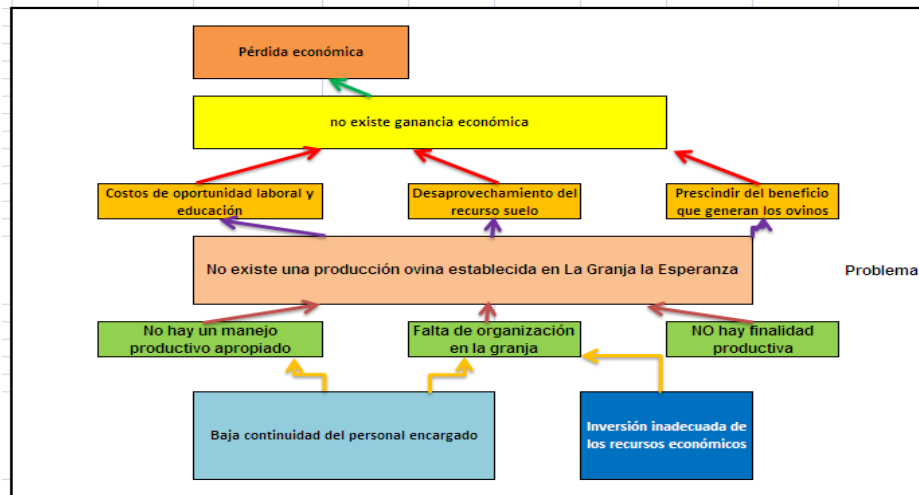 Pérdida económica
no existe ganancia económica
Costos de oportunidad laboral y
educación
Desaprovechamiento del
recurso suelo
Prescindir del beneficio
que generan los ovinos
No existe una producción ovina establecida en La Granja la Esperanza
Problema
No hay un manejo
productivo apropiado
Falta de organización
en la granja
NO hay finalidad
productiva
Baja continuidad del personal encargado
Inversión inadecuada de
los recursos económicos